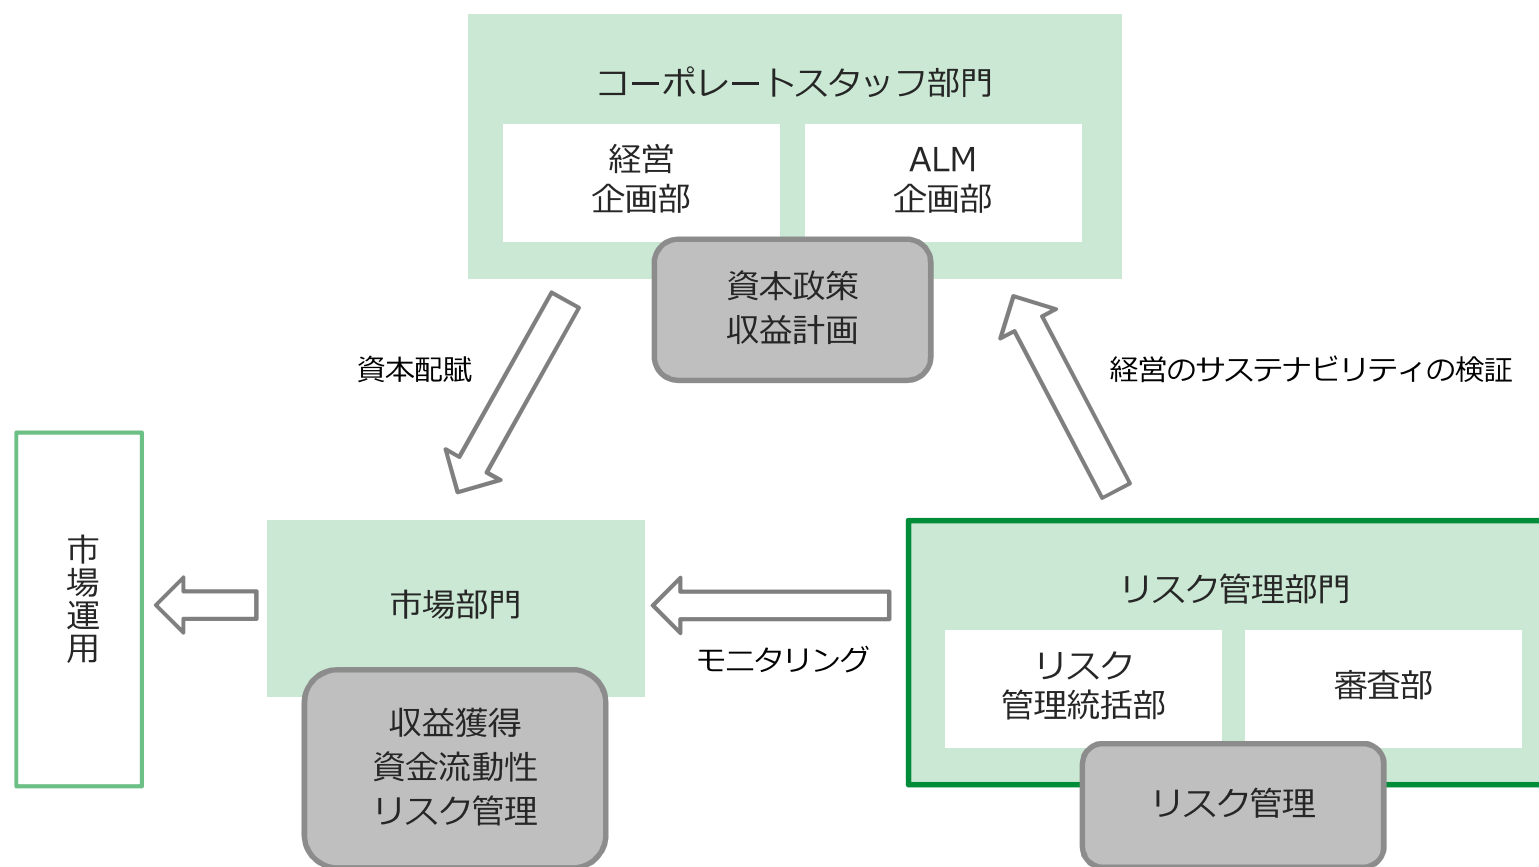 コーポレートスタッフ部門
経営
企画部
ALM
企画部
資本政策
収益計画
資本配賦
経営のサステナビリティの検証
市場運用
市場部門
モニタリング
収益獲得
資金流動性
リスク管理
リスク管理部門
リスク
管理統括部
審査部
リスク管理